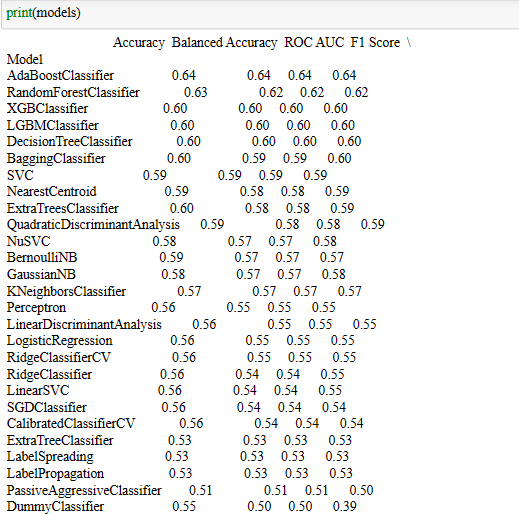 print(models)
Accuracy Balanced Accuracy ROC AUC F1 Score \
Model
AdaBoostClassifier 0.64 0.64 0.64 0.64
RandomForestClassifier 0.63 0.62 0.62 0.62
XGBClassifier 0.60 0.60 0.60 0.60
LGBMClassifier 0.60 0.60 0.60 0.60
DecisionTreeClassifier 0.60 0.60 0.60 0.60
BaggingClassifier 0.60 0.59 0.59 0.60
SVC 0.59 0.59 0.59 0.59
NearestCentroid 0.59 0.58 0.58 0.59
ExtraTreesClassifier 0.60 0.58 0.58 0.59
QuadraticDiscriminantAnalysis 0.59 0.58 0.58 0.59
NuSVC 0.58 0.57 0.57 0.58
BernoulliNB 0.59 0.57 0.57 0.57
GaussianNB 0.58 0.57 0.57 0.58
KNeighborsClassifier 0.57 0.57 0.57 0.57
Perceptron 0.56 0.55 0.55 0.55
LinearDiscriminantAnalysis 0.56 0.55 0.55 0.55
LogisticRegression 0.56 0.55 0.55 0.55
RidgeClassifierCV 0.56 0.55 0.55 0.55
RidgeClassifier 0.56 0.54 0.54 0.55
LinearSVC 0.56 0.54 0.54 0.55
SGDClassifier 0.56 0.54 0.54 0.54
CalibratedClassifierCV 0.56 0.54 0.54 0.54
ExtraTreeClassifier 0.53 0.53 0.53 0.53
LabelSpreading 0.53 0.53 0.53 0.53
LabelPropagation 0.53 0.53 0.53 0.53
PassiveAggressiveClassifier 0.51 0.51 0.51 0.50
DummyClassifier 0.55 0.50 0.50 0.39